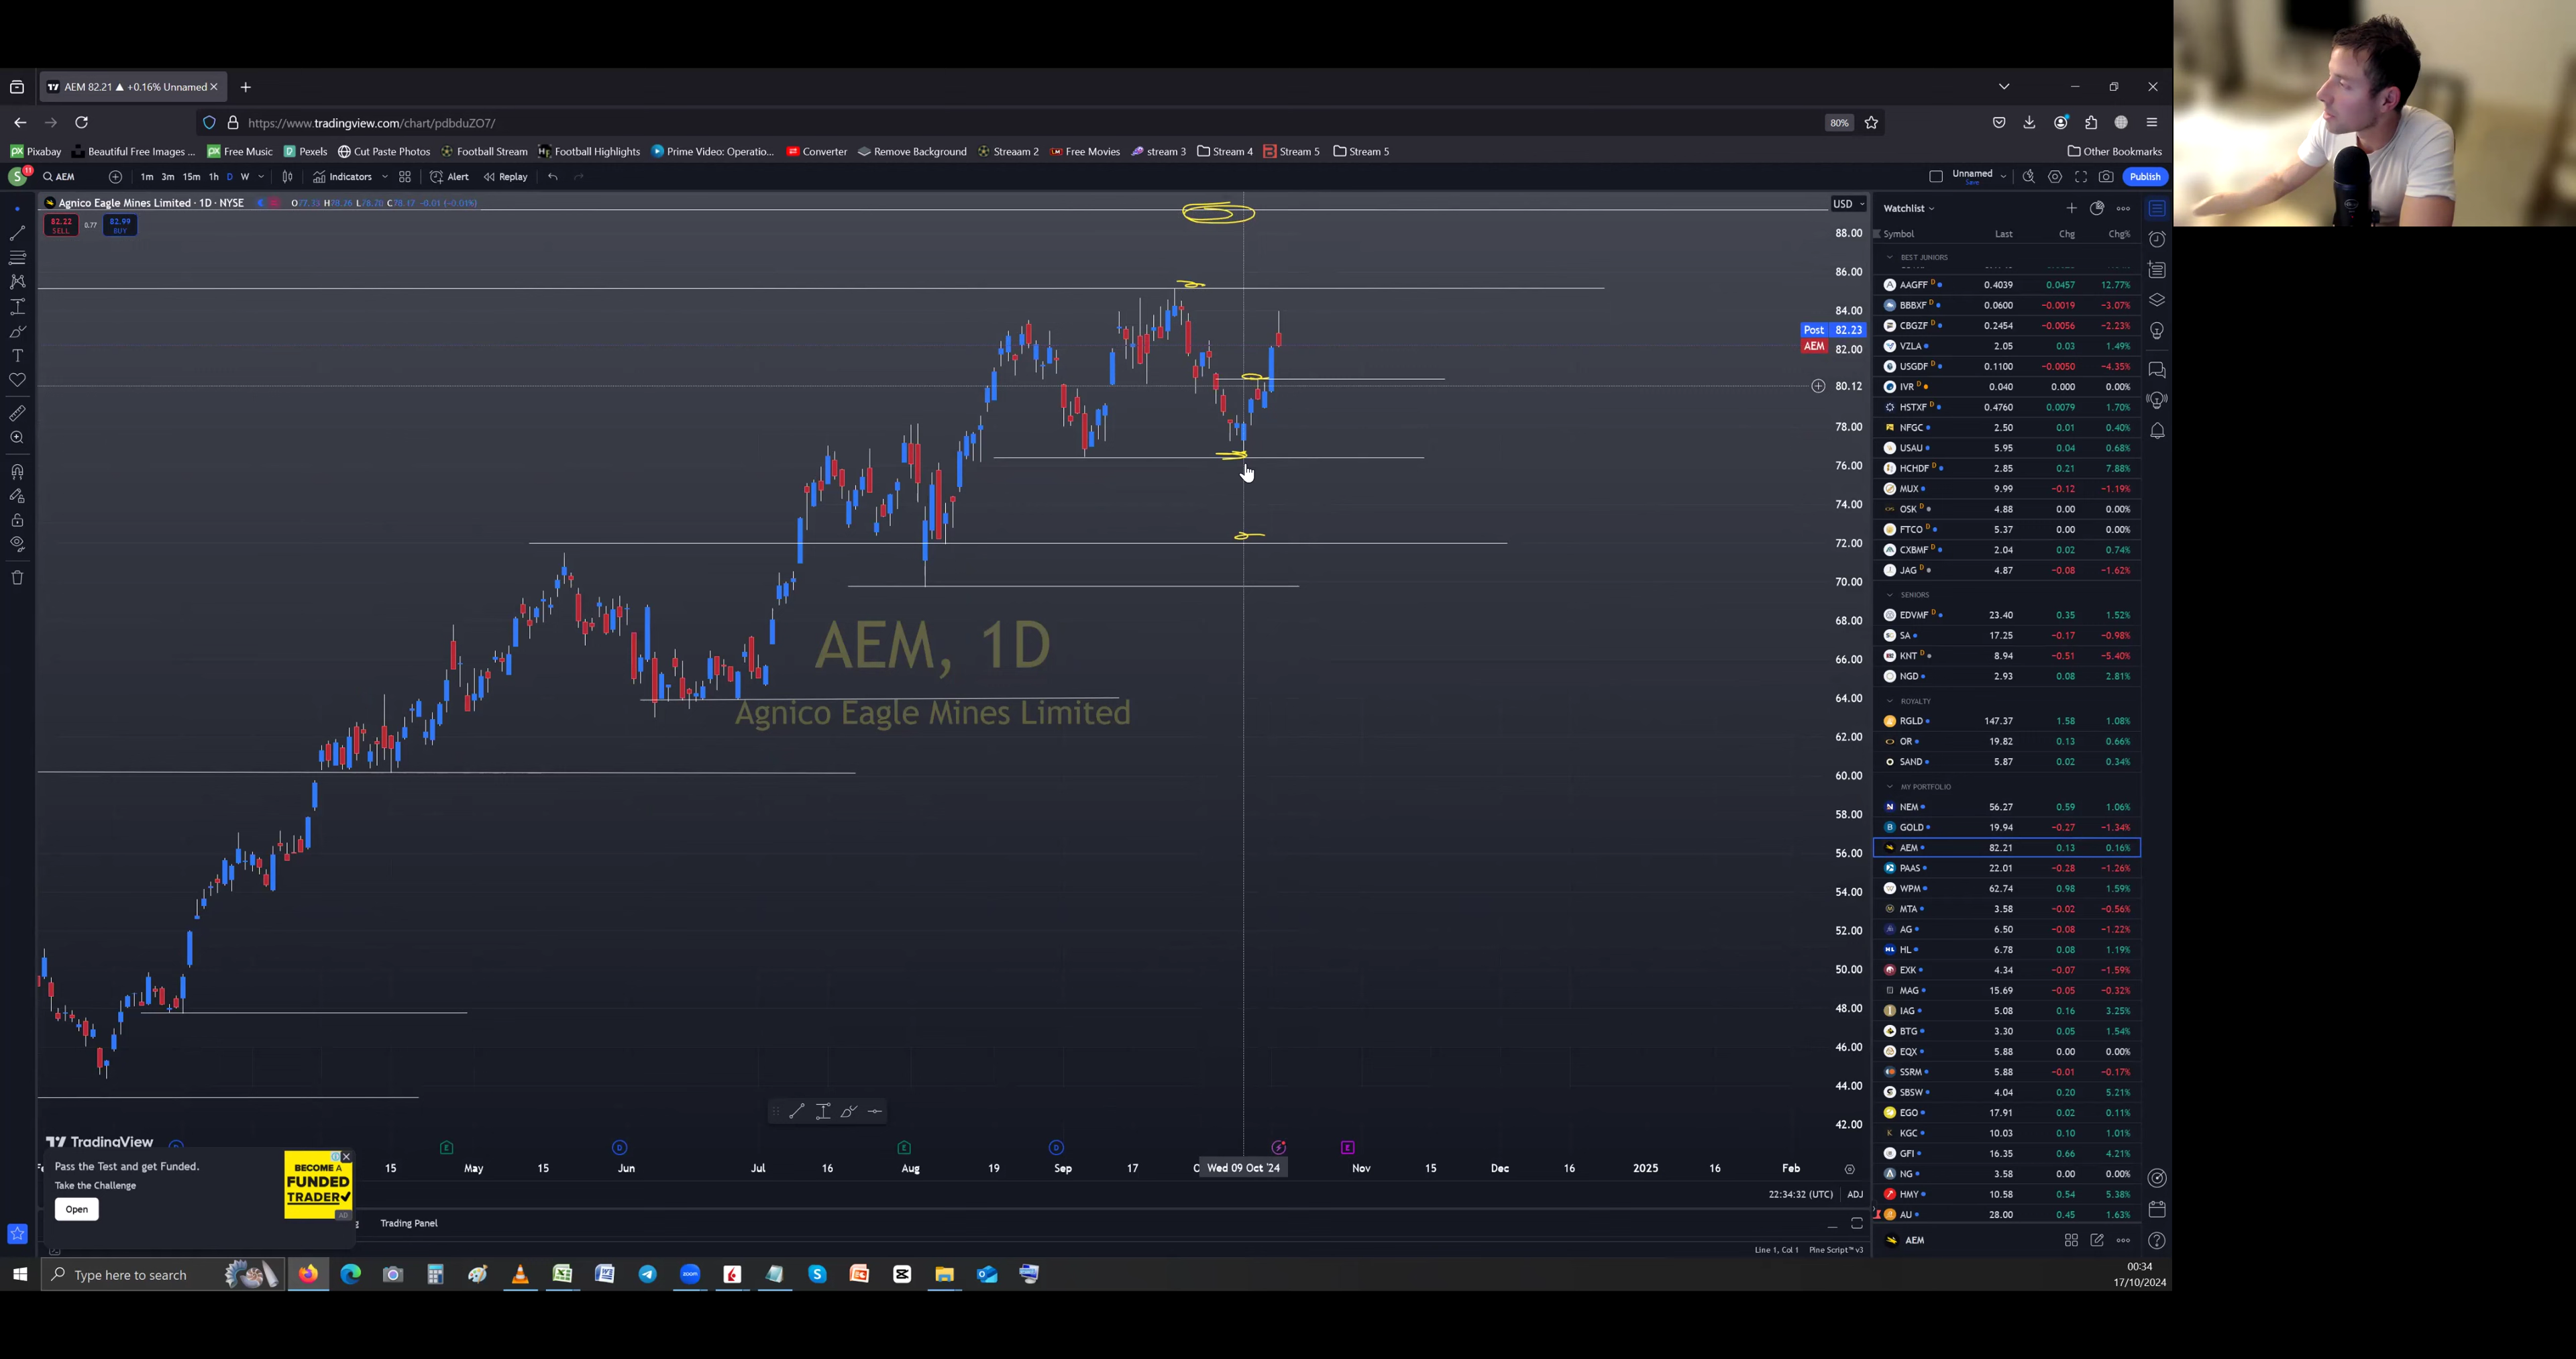 AEM 82.21 ▲ +0.16% Unnamed
https://www.tradingview.com/chart/pdbduZO7/
80%
Pixabay Beautiful Free Images ... Free Music Pexels Cut Paste Photos Football Stream Football Highlights Prime Video: Operatio... Converter Remove Background Streaam 2 Free Movies stream 3 Stream 4 Stream 5 Stream 5 Other Bookmarks
S 11 AEM 1m 3m 15m 1h D W Indicators Alert Replay Unnamed Save Publish
Agnico Eagle Mines Limited · 1D · NYSE −0.01 (−0.01%)
82.22 SELL 0.77 82.99 BUY
USD
88.00
86.00
84.00
Post 82.23
AEM 82.00
80.12
78.00
76.00
74.00
72.00
70.00
68.00
66.00
64.00
62.00
60.00
58.00
56.00
54.00
52.00
50.00
48.00
46.00
44.00
42.00
AEM, 1D
Agnico Eagle Mines Limited
Watchlist
Symbol Last Chg Chg%
BEST JUNIORS
AAGFF D 0.4039 0.0457 12.77%
BBBXF D 0.0600 −0.0019 −3.07%
CBGZF D 0.2454 −0.0056 −2.23%
VZLA 2.05 0.03 1.49%
USGDF D 0.1100 −0.0050 −4.35%
IVR D 0.040 0.000 0.00%
HSTXF D 0.4760 0.0079 1.70%
NFGC 2.50 0.01 0.40%
USAU 5.95 0.04 0.68%
HCHDF D 2.85 0.21 7.88%
MUX 9.99 −0.12 −1.19%
OSK D 4.88 0.00 0.00%
FTCO D 5.37 0.00 0.00%
CXBMF D 2.04 0.02 0.74%
JAG D 4.87 −0.08 −1.62%
SENIORS
EDVMF D 23.40 0.35 1.52%
SA 17.25 −0.17 −0.98%
KNT D 8.94 −0.51 −5.40%
NGD 2.93 0.08 2.81%
ROYALTY
RGLD 147.37 1.58 1.08%
OR 19.82 0.13 0.66%
SAND 5.87 0.02 0.34%
MY PORTFOLIO
NEM 56.27 0.59 1.06%
GOLD 19.94 −0.27 −1.34%
AEM 82.21 0.13 0.16%
PAAS 22.01 −0.28 −1.26%
WPM 62.74 0.98 1.59%
MTA 3.58 −0.02 −0.56%
AG 6.50 −0.08 −1.22%
HL 6.78 0.08 1.19%
EXK 4.34 −0.07 −1.59%
MAG 15.69 −0.05 −0.32%
IAG 5.08 0.16 3.25%
BTG 3.30 0.05 1.54%
EQX 5.88 0.00 0.00%
SSRM 5.88 −0.01 −0.17%
SBSW 4.04 0.20 5.21%
EGO 17.91 0.02 0.11%
KGC 10.03 0.10 1.01%
GFI 16.35 0.66 4.21%
NG 3.58 0.00 0.00%
HMY 10.58 0.54 5.38%
AU 28.00 0.45 1.63%
AEM
TradingView
15 May 15 Jun Jul 16 Aug 19 Sep 17 Wed 09 Oct '24 Nov 15 Dec 16 2025 16 Feb
Pass the Test and get Funded.
Take the Challenge
Open
BECOME A
FUNDED
TRADER
AD
22:34:32 (UTC) ADJ
Trading Panel
Line 1, Col 1 Pine Script™ v3
Type here to search
zoom
00:34
17/10/2024